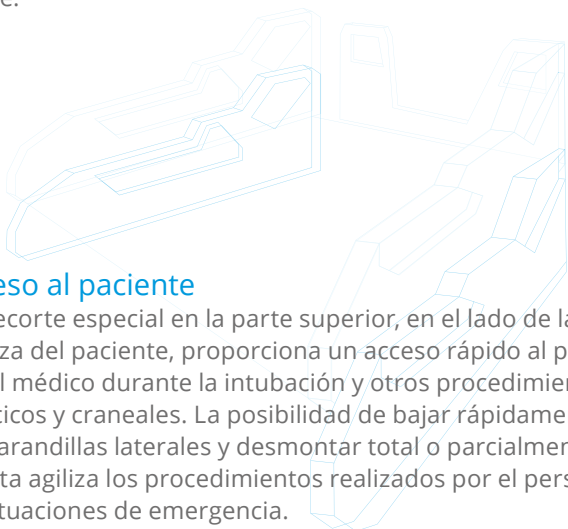 e.
eso al paciente
ecorte especial en la parte superior, en el lado de la
za del paciente, proporciona un acceso rápido al p
l médico durante la intubación y otros procedimien
ticos y craneales. La posibilidad de bajar rápidame
arandillas laterales y desmontar total o parcialmen
ta agiliza los procedimientos realizados por el pers
tuaciones de emergencia.